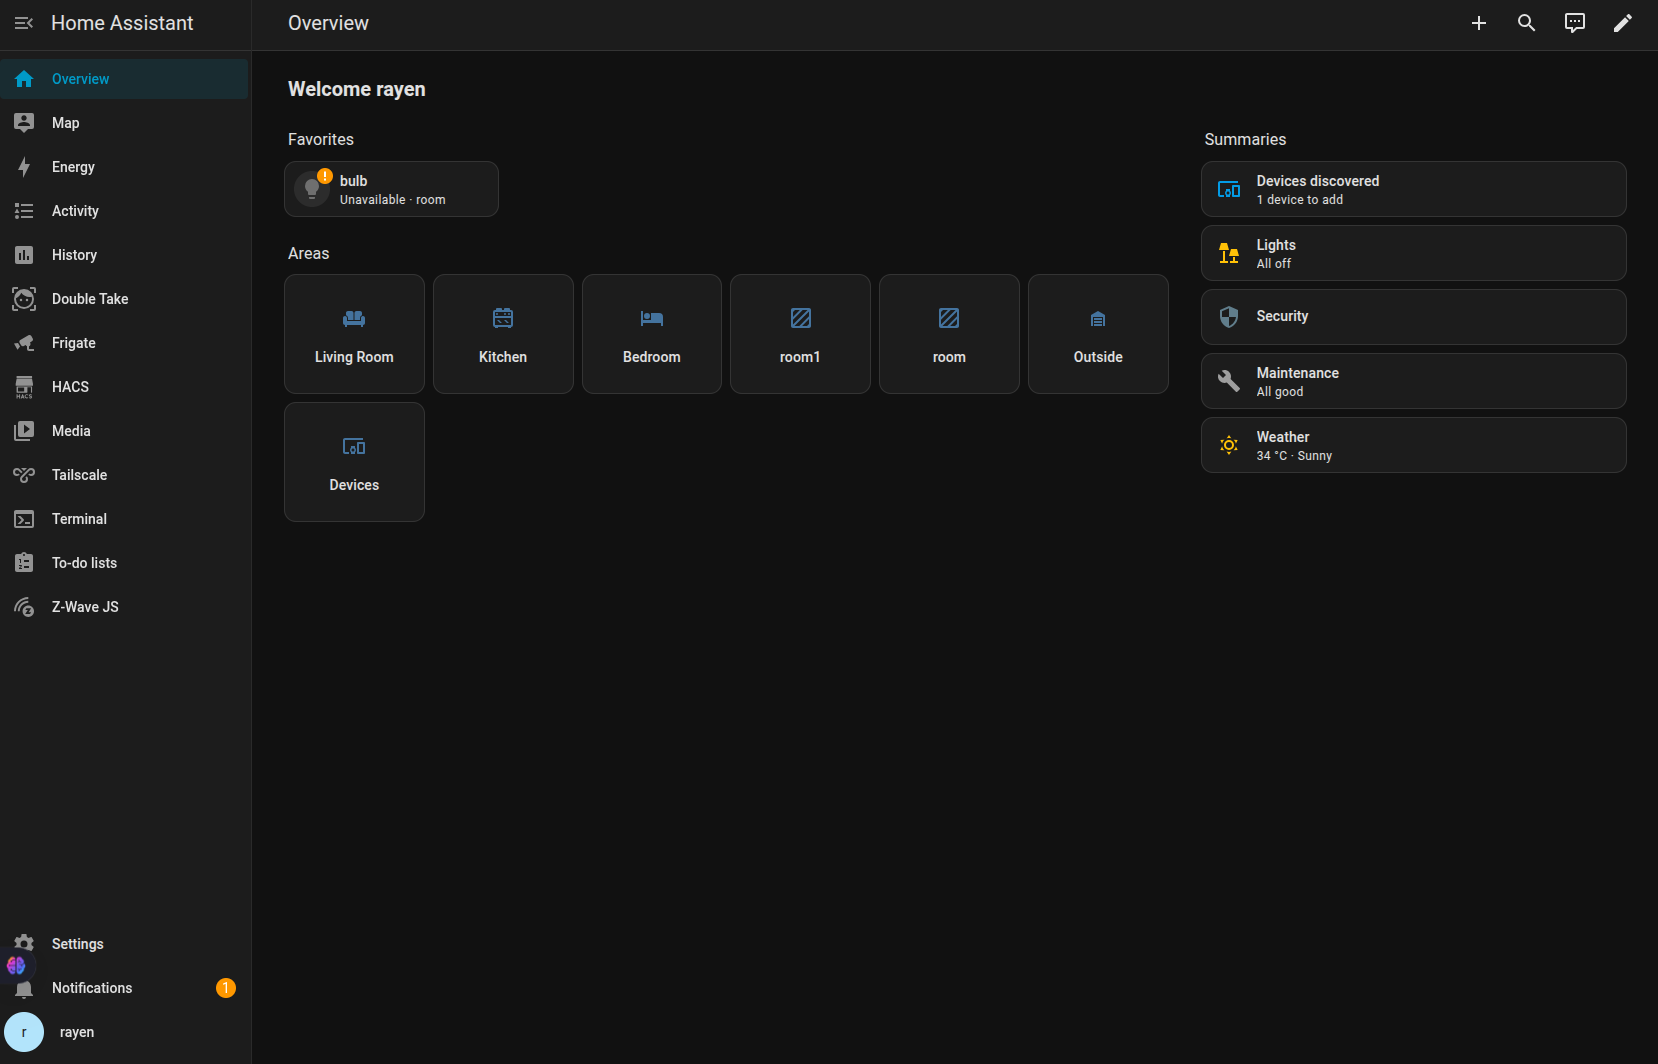 Home Assistant
Overview
Map
Energy
Activity
History
Double Take
Frigate
HACS
HACS
Media
Tailscale
Terminal
To-do lists
Z-Wave JS
Settings
Notifications
1
r
rayen
Overview
Welcome rayen
Favorites
bulb
Unavailable · room
Areas
Living Room
Kitchen
Bedroom
room1
room
Outside
Devices
Summaries
Devices discovered
1 device to add
Lights
All off
Security
Maintenance
All good
Weather
34 °C · Sunny